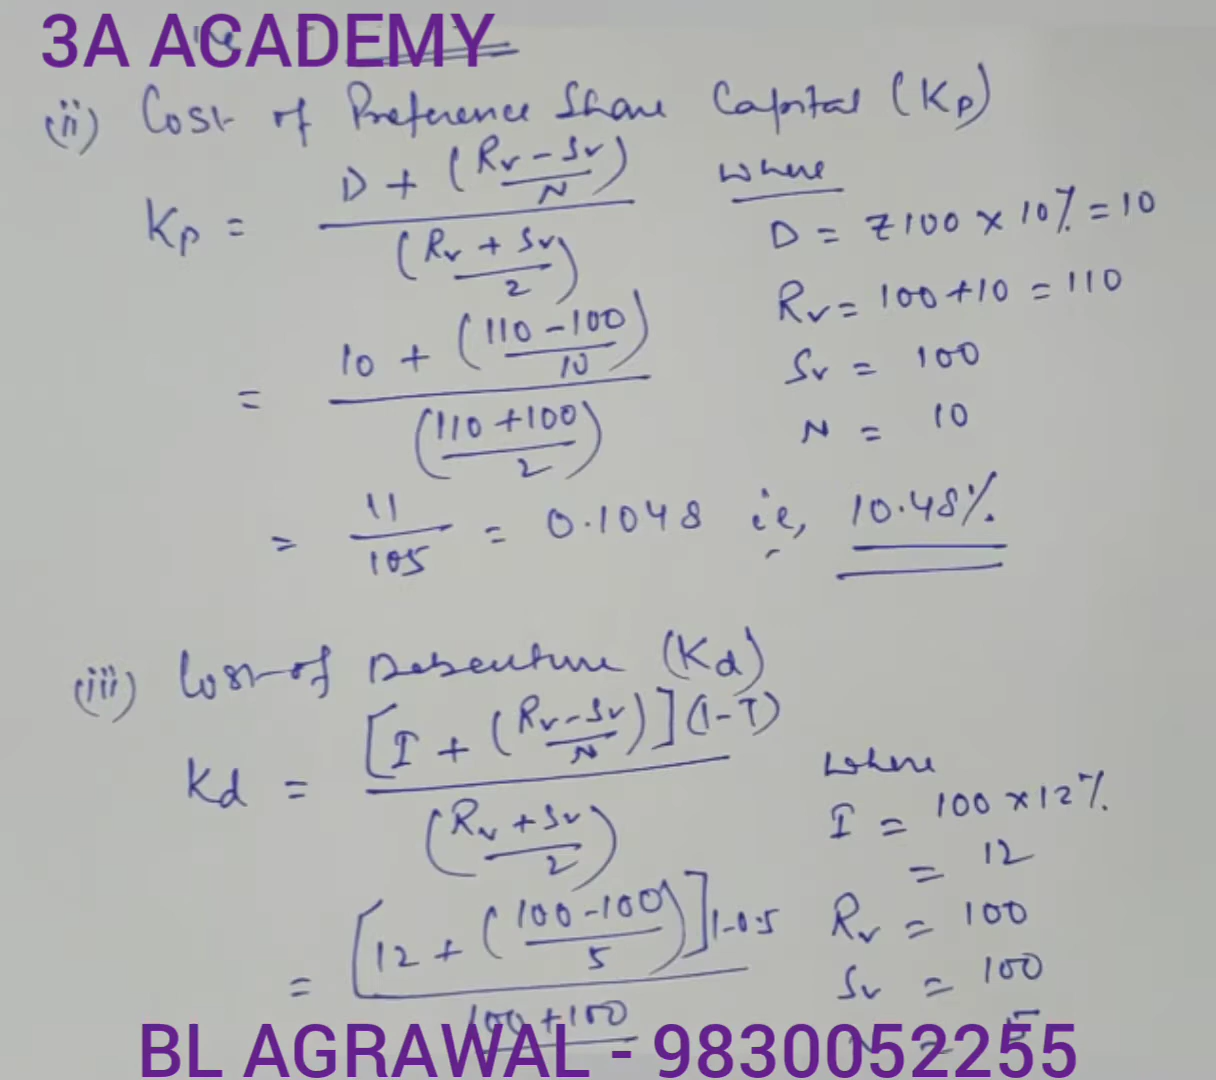 3A ACADEMY
(ii) Cost of Preference Share Capital (Kp)
Kp = D + (Rv - Sv / N) / (Rv + Sv / 2)
where
D = ₹100 × 10% = 10
Rv = 100 + 10 = 110
Sv = 100
N = 10
= 10 + (110 - 100 / 10) / (110 + 100 / 2)
= 11 / 105 = 0.1048 ie, 10.48%
(iii) Cost of Debenture (Kd)
Kd = [I + (Rv - Sv / N)] (1 - T) / (Rv + Sv / 2)
where
I = 100 × 12%
= 12
Rv = 100
Sv = 100
= 5
= [12 + (100 - 100 / 5)] 1 - 0.5 / 100 + 100
BL AGRAWAL - 9830052255